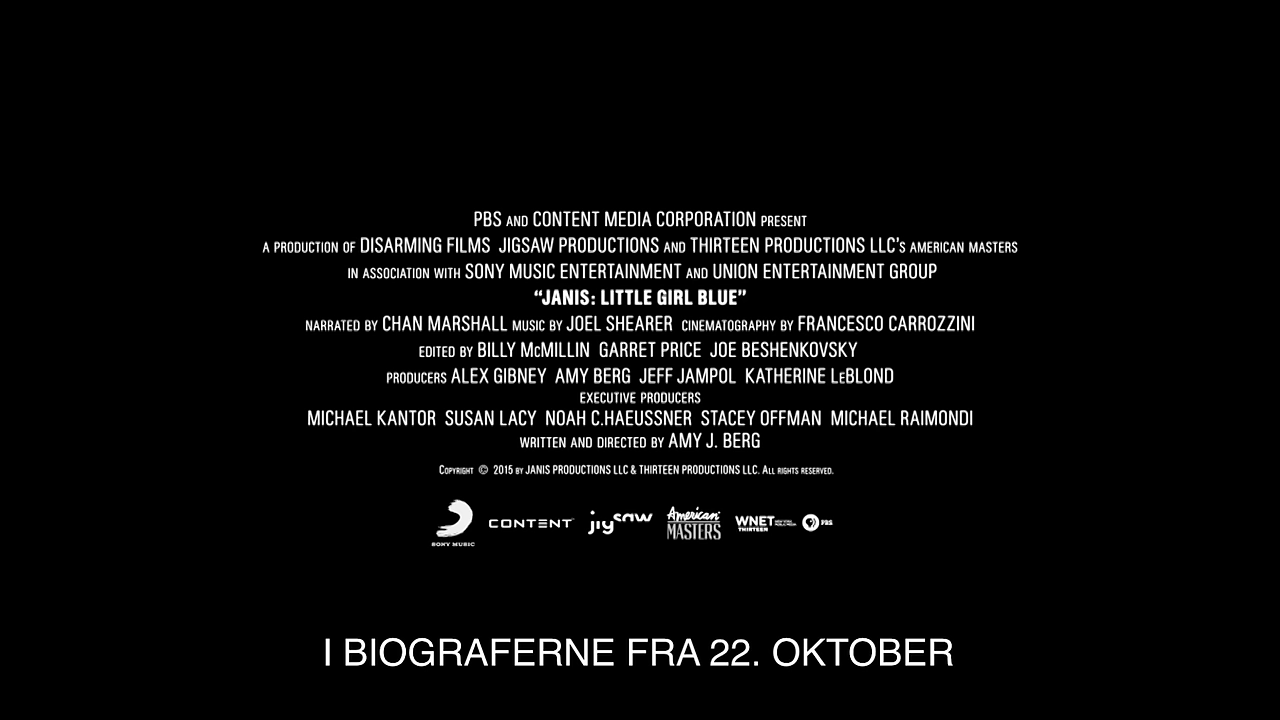 PBS AND CONTENT MEDIA CORPORATION PRESENT
A PRODUCTION OF DISARMING FILMS JIGSAW PRODUCTIONS AND THIRTEEN PRODUCTIONS LLC'S AMERICAN MASTERS
IN ASSOCIATION WITH SONY MUSIC ENTERTAINMENT AND UNION ENTERTAINMENT GROUP
"JANIS: LITTLE GIRL BLUE"
NARRATED BY CHAN MARSHALL MUSIC BY JOEL SHEARER CINEMATOGRAPHY BY FRANCESCO CARROZZINI
EDITED BY BILLY McMILLIN GARRET PRICE JOE BESHENKOVSKY
PRODUCERS ALEX GIBNEY AMY BERG JEFF JAMPOL KATHERINE LeBLOND
EXECUTIVE PRODUCERS
MICHAEL KANTOR SUSAN LACY NOAH C.HAEUSSNER STACEY OFFMAN MICHAEL RAIMONDI
WRITTEN AND DIRECTED BY AMY J. BERG
COPYRIGHT © 2015 BY JANIS PRODUCTIONS LLC & THIRTEEN PRODUCTIONS LLC. ALL RIGHTS RESERVED.
SONY MUSIC CONTENT jigsaw American MASTERS WNET THIRTEEN PBS
I BIOGRAFERNE FRA 22. OKTOBER